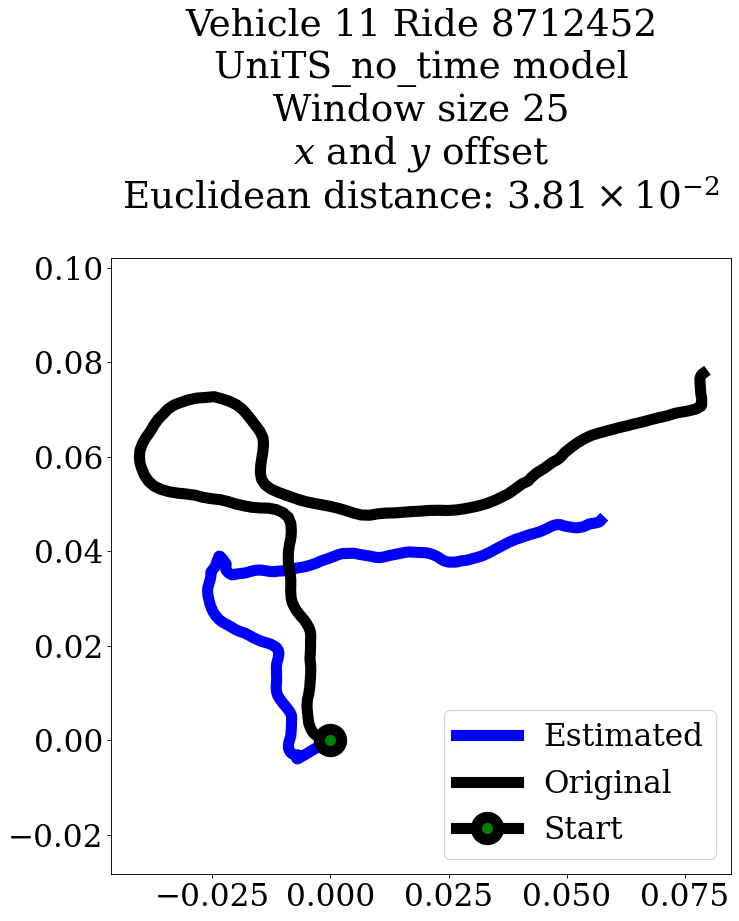 Vehicle 11 Ride 8712452
UniTS_no_time model
Window size 25
x and y offset
Euclidean distance: 3.81 × 10⁻²
0.10
0.08
0.06
0.04
0.02
0.00
−0.02
Estimated
Original
Start
−0.025 0.000 0.025 0.050 0.075